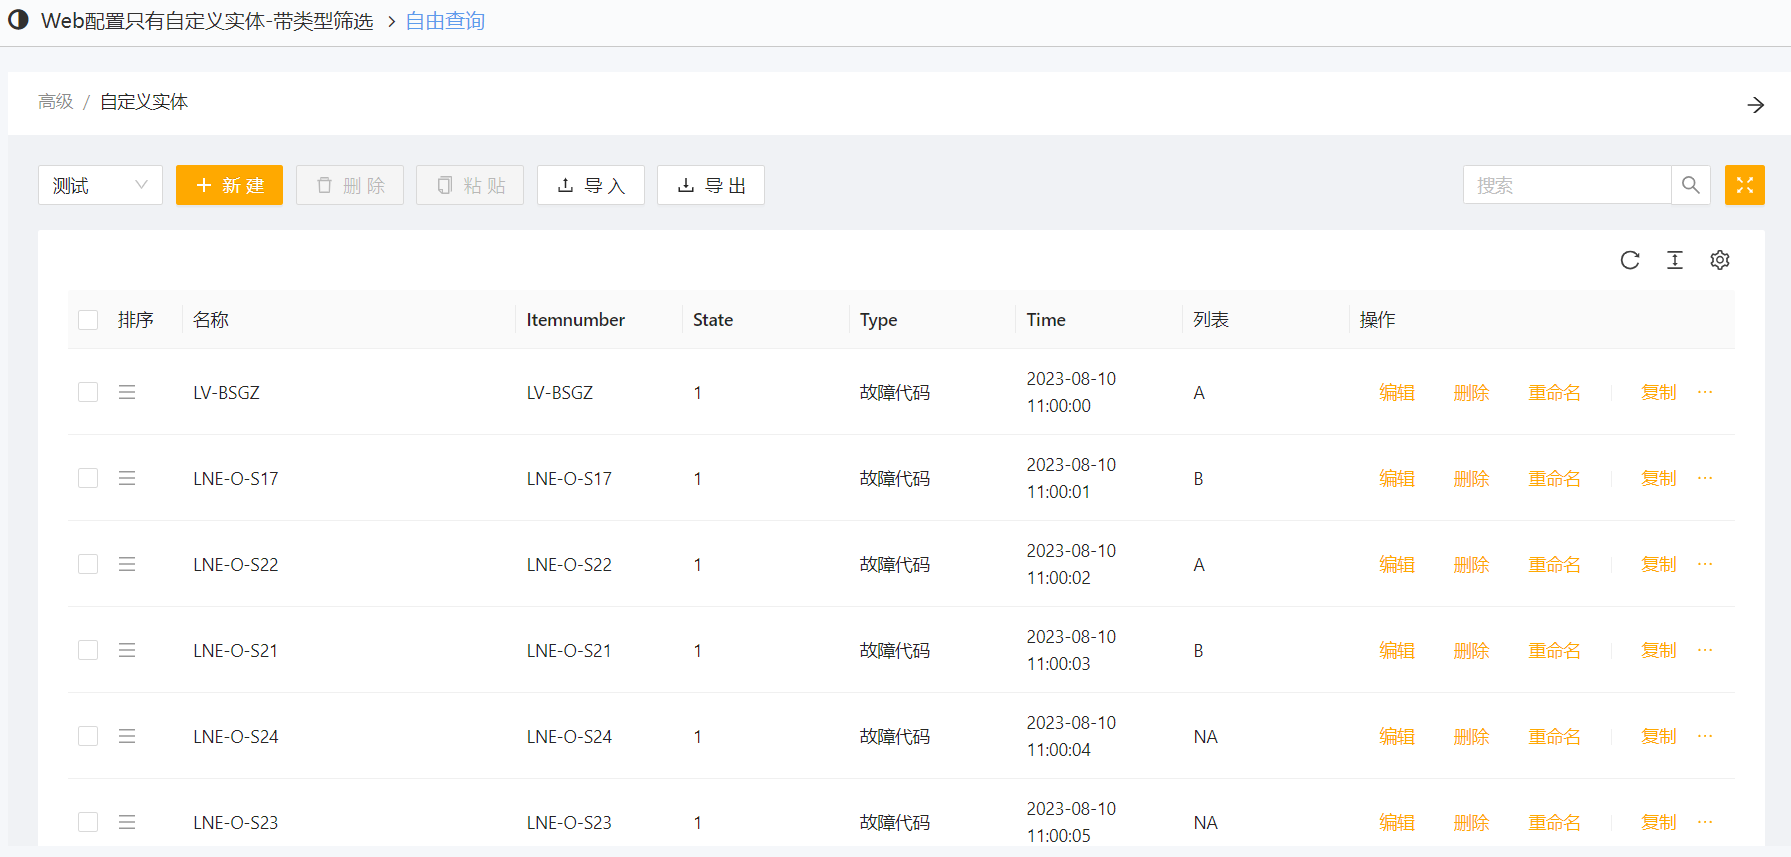 Web配置只有自定义实体-带类型筛选 > 自由查询
高级 / 自定义实体
测试 新建 删除 粘贴 导入 导出 搜索
排序 名称 Itemnumber State Type Time 列表 操作
LV-BSGZ LV-BSGZ 1 故障代码 2023-08-10 11:00:00 A 编辑 删除 重命名 复制 ···
LNE-O-S17 LNE-O-S17 1 故障代码 2023-08-10 11:00:01 B 编辑 删除 重命名 复制 ···
LNE-O-S22 LNE-O-S22 1 故障代码 2023-08-10 11:00:02 A 编辑 删除 重命名 复制 ···
LNE-O-S21 LNE-O-S21 1 故障代码 2023-08-10 11:00:03 B 编辑 删除 重命名 复制 ···
LNE-O-S24 LNE-O-S24 1 故障代码 2023-08-10 11:00:04 NA 编辑 删除 重命名 复制 ···
LNE-O-S23 LNE-O-S23 1 故障代码 2023-08-10 11:00:05 NA 编辑 删除 重命名 复制 ···